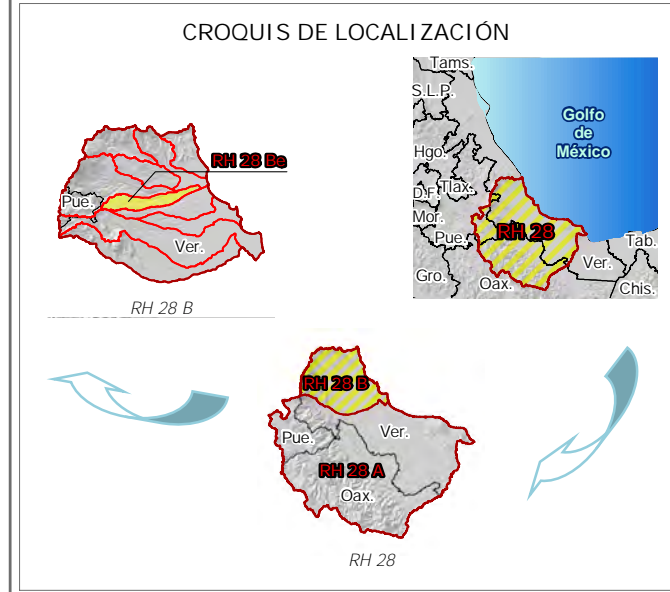 CROQUIS DE LOCALIZACIÓN
RH 28 Be
Pue.
Ver.
RH 28 B
Tams.
S.L.P.
Golfo
de
México
Hgo.
D.F.
Tlax.
Mor.
Pue.
RH 28
Gro.
Oax.
Ver.
Tab.
Chis.
RH 28 B
Pue.
Ver.
RH 28 A
Oax.
RH 28